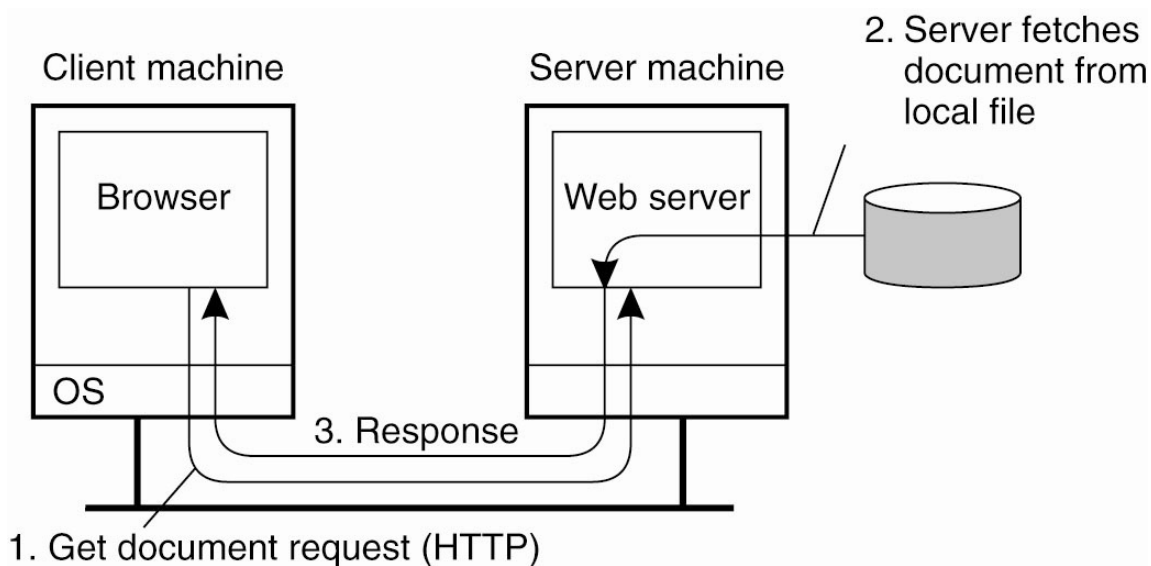 2. Server fetches
document from
local file
Client machine
Server machine
Browser
Web server
OS
3. Response
1. Get document request (HTTP)